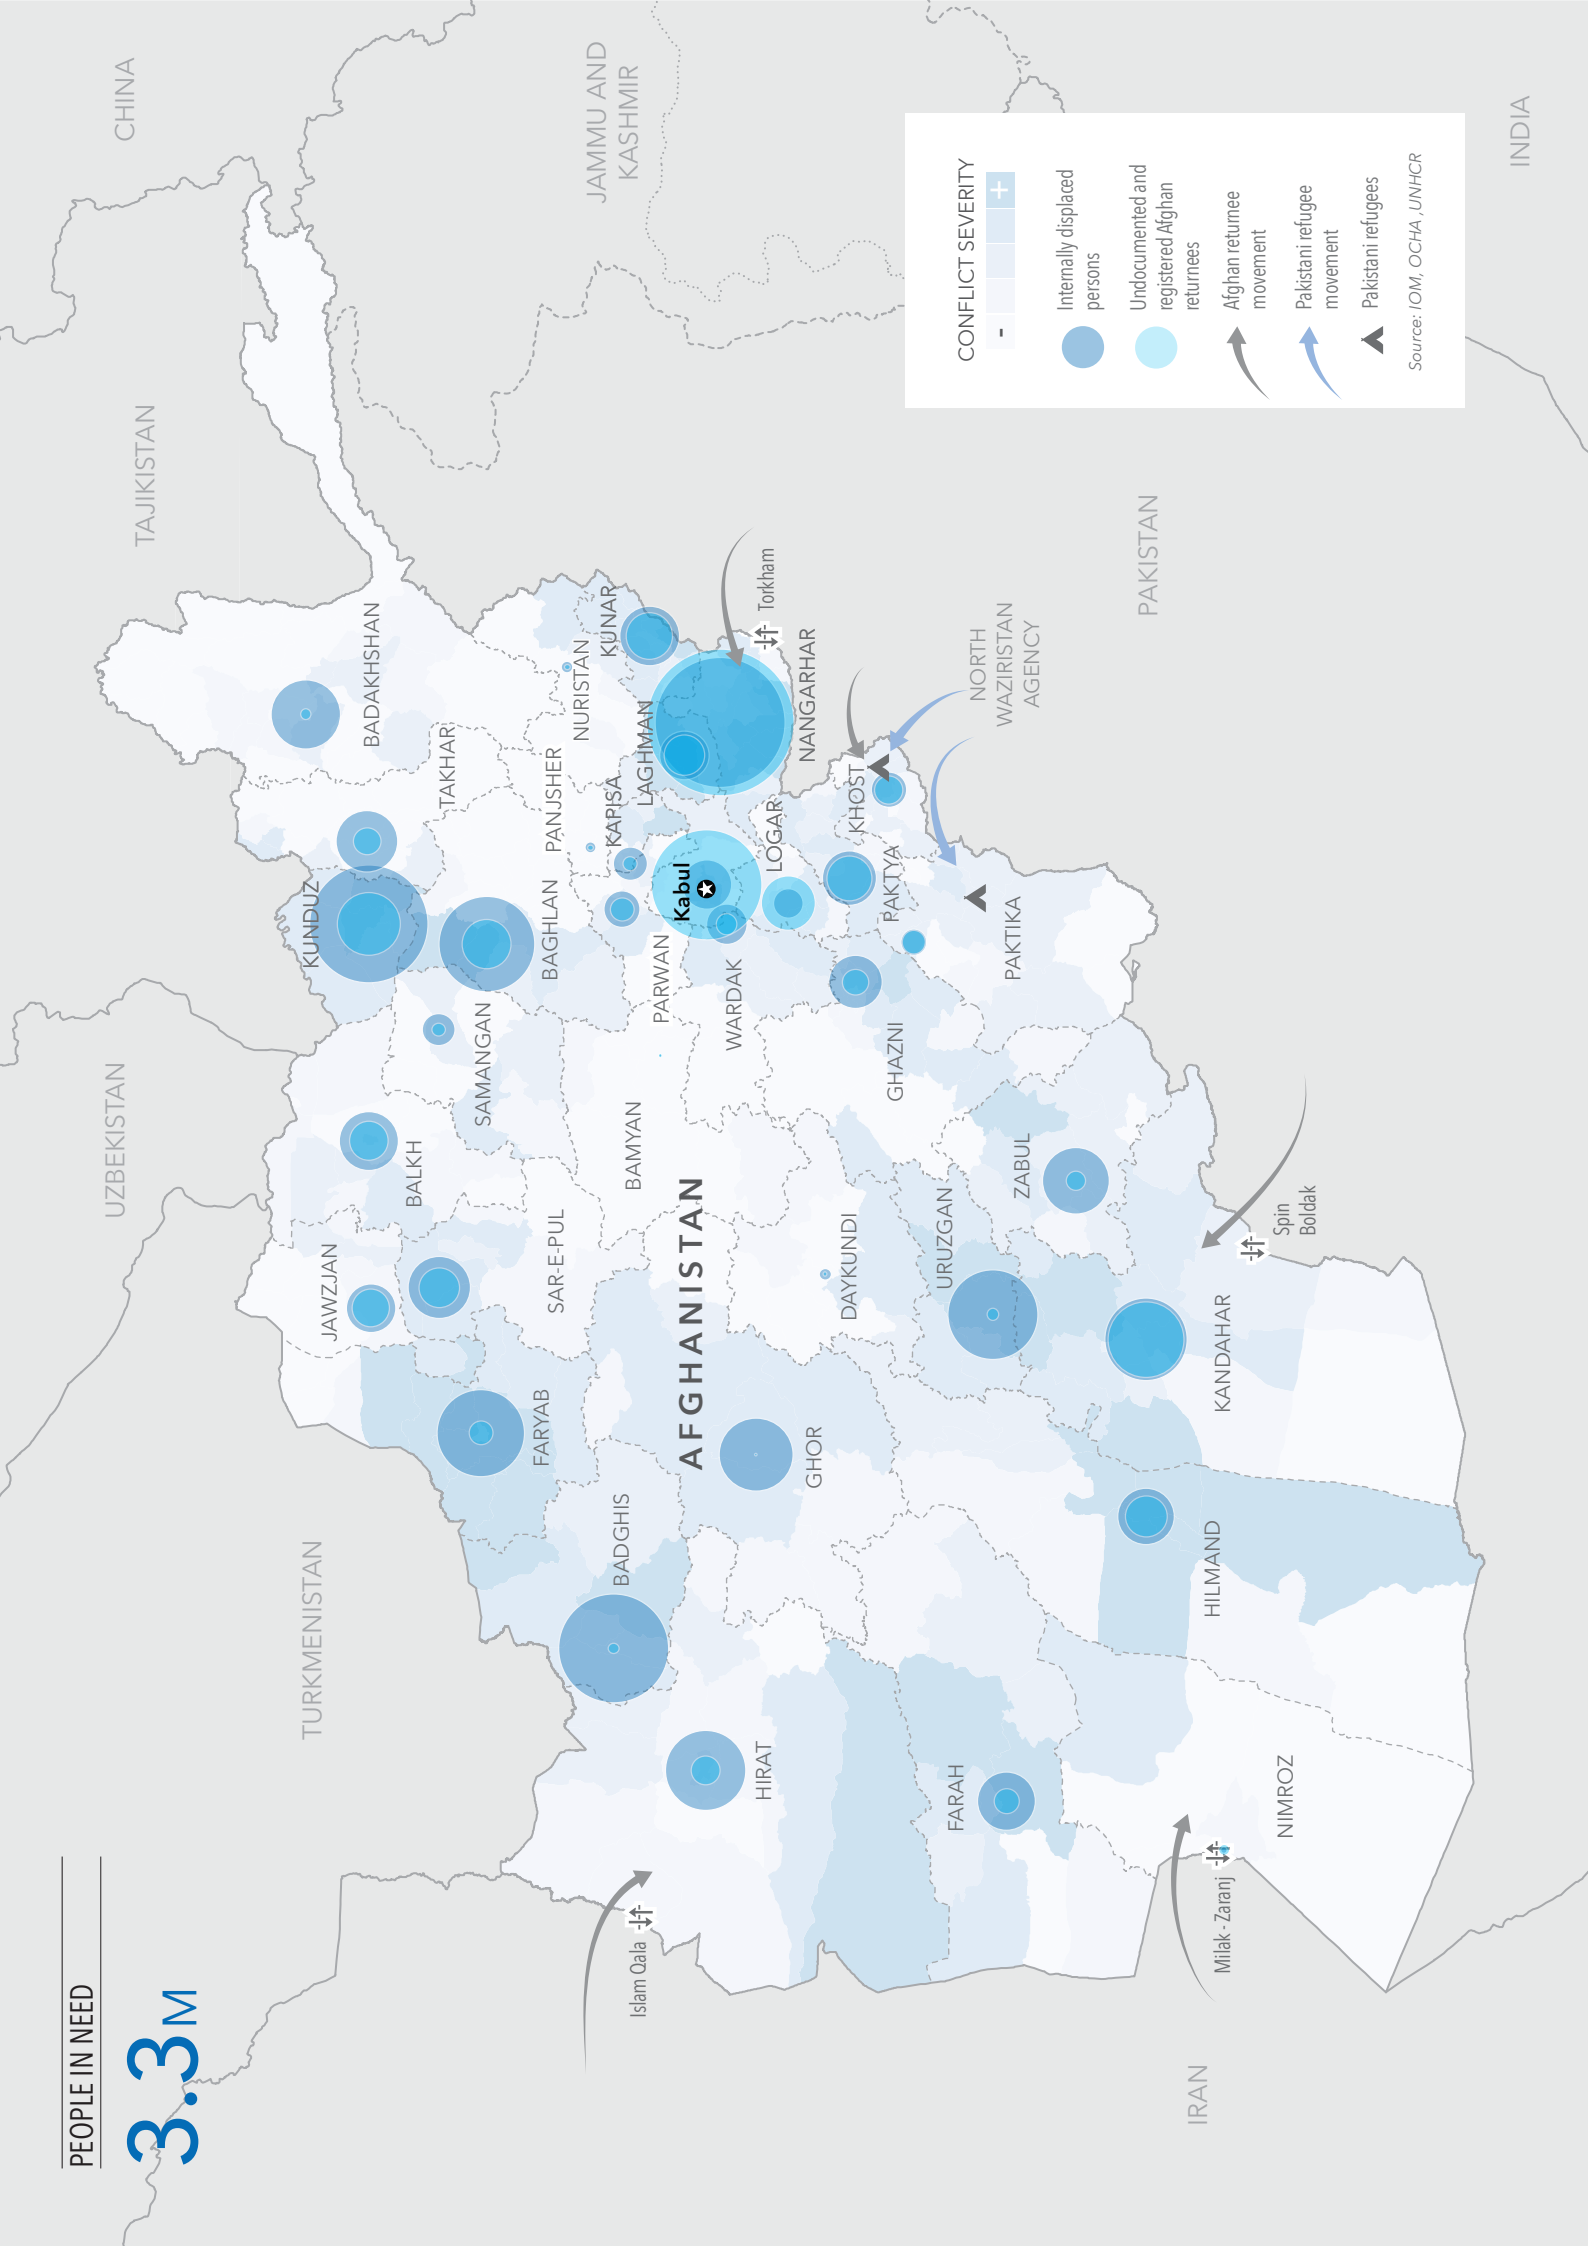 PEOPLE IN NEED
3.3M
CHINA
TAJIKISTAN
UZBEKISTAN
TURKMENISTAN
JAMMU AND
KASHMIR
INDIA
PAKISTAN
IRAN
NORTH
WAZIRISTAN
AGENCY
AFGHANISTAN
BADAKHSHAN
TAKHAR
KUNDUZ
BAGHLAN
PANJSHER
NURISTAN
KUNAR
KAPISA
LAGHMAN
NANGARHAR
Torkham
Kabul
LOGAR
PARWAN
WARDAK
SAMANGAN
BALKH
JAWZJAN
SAR-E-PUL
BAMYAN
FARYAB
BADGHIS
GHOR
DAYKUNDI
GHAZNI
PAKTYA
KHOST
PAKTIKA
URUZGAN
ZABUL
KANDAHAR
Spin
Boldak
HILMAND
HIRAT
Islam Qala
FARAH
NIMROZ
Milak - Zaranj
CONFLICT SEVERITY
- +
Internally displaced
persons
Undocumented and
registered Afghan
returnees
Afghan returnee
movement
Pakistani refugee
movement
Pakistani refugees
Source: IOM, OCHA ,UNHCR